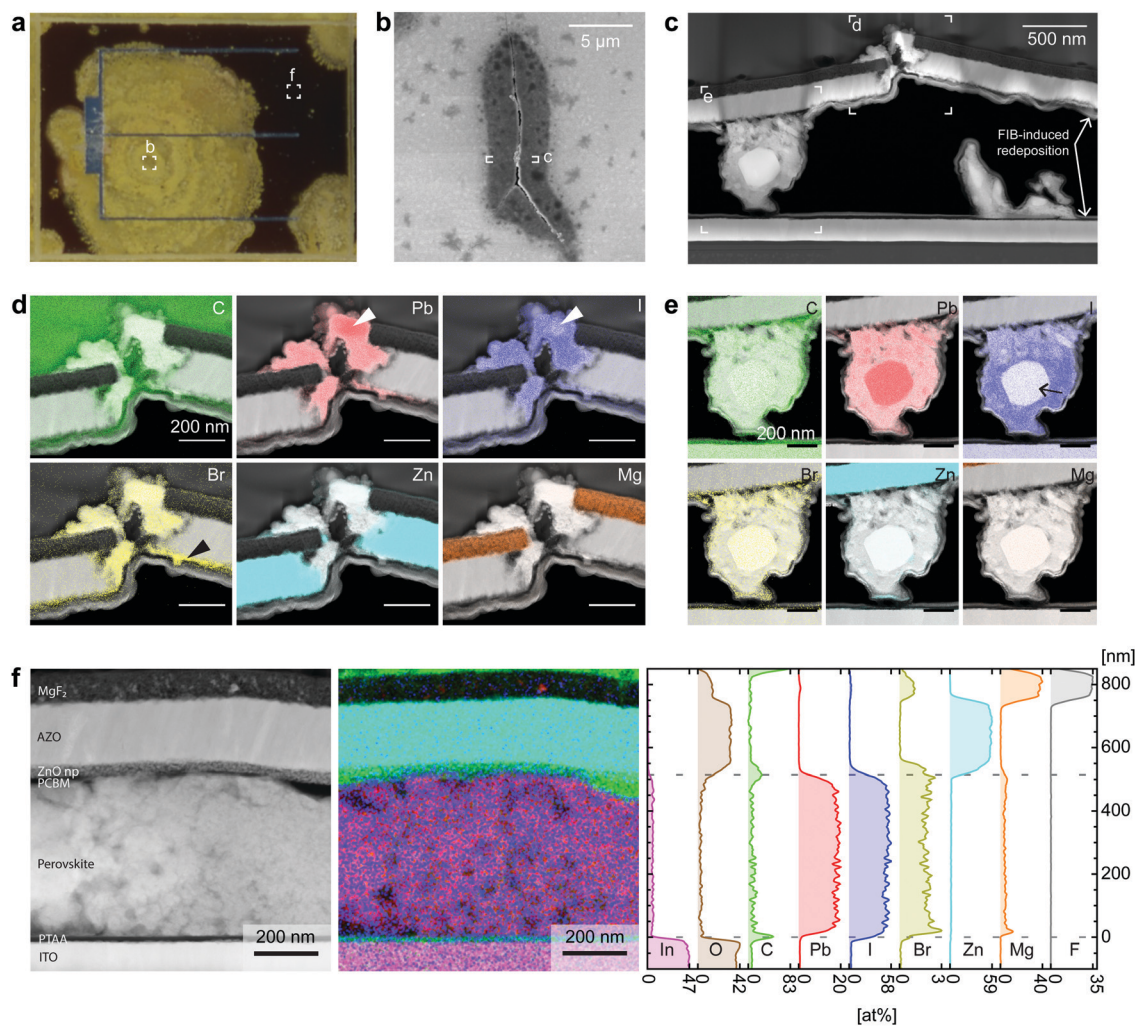 a
f
b
b
5 µm
c
c
d
500 nm
e
FIB-induced
redeposition
d
C
Pb
I
200 nm
Br
Zn
Mg
e
C
Pb
I
200 nm
Br
Zn
Mg
f
MgF₂
AZO
ZnO np
PCBM
Perovskite
PTAA
ITO
200 nm
200 nm
[nm]
800
600
400
200
0
In
O
C
Pb
I
Br
Zn
Mg
F
0 47 0 42 0 83 0 20 0 58 0 3 0 59 0 40 0 35
[at%]